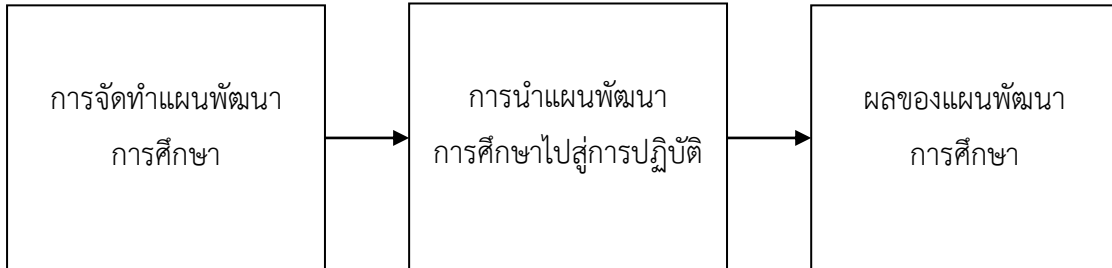 การจัดทำแผนพัฒนา
การศึกษา
การนำแผนพัฒนา
การศึกษาไปสู่การปฏิบัติ
ผลของแผนพัฒนา
การศึกษา